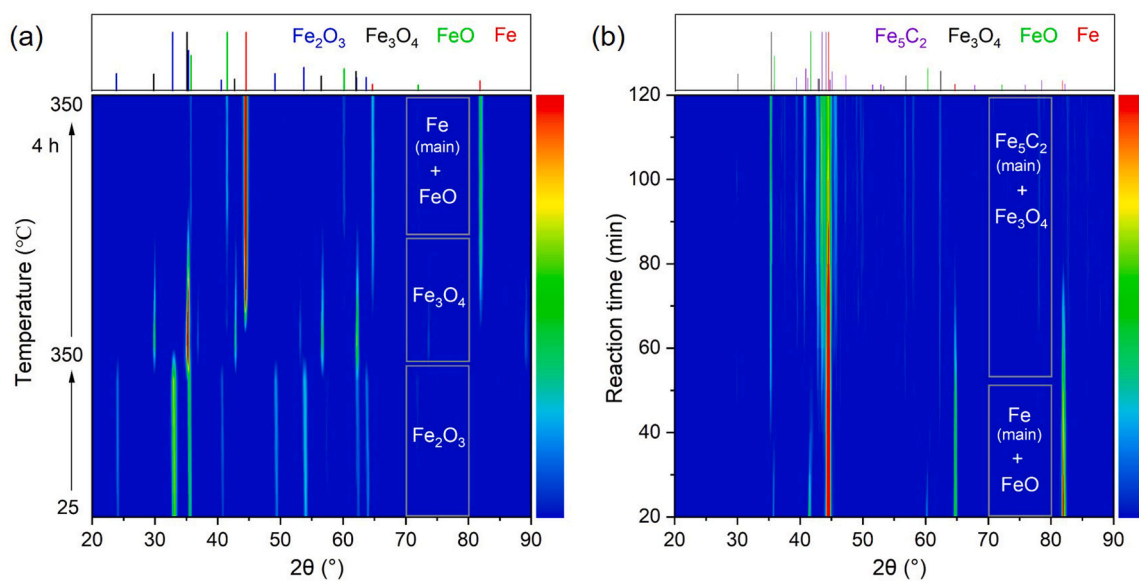 (a)
Fe₂O₃ Fe₃O₄ FeO Fe
350
4 h
350
25
Temperature (℃)
Fe
(main)
+
FeO
Fe₃O₄
Fe₂O₃
20 30 40 50 60 70 80 90
2θ (°)
(b)
Fe₅C₂ Fe₃O₄ FeO Fe
120
100
80
60
40
20
Reaction time (min)
Fe₅C₂
(main)
+
Fe₃O₄
Fe
(main)
+
FeO
20 30 40 50 60 70 80 90
2θ (°)